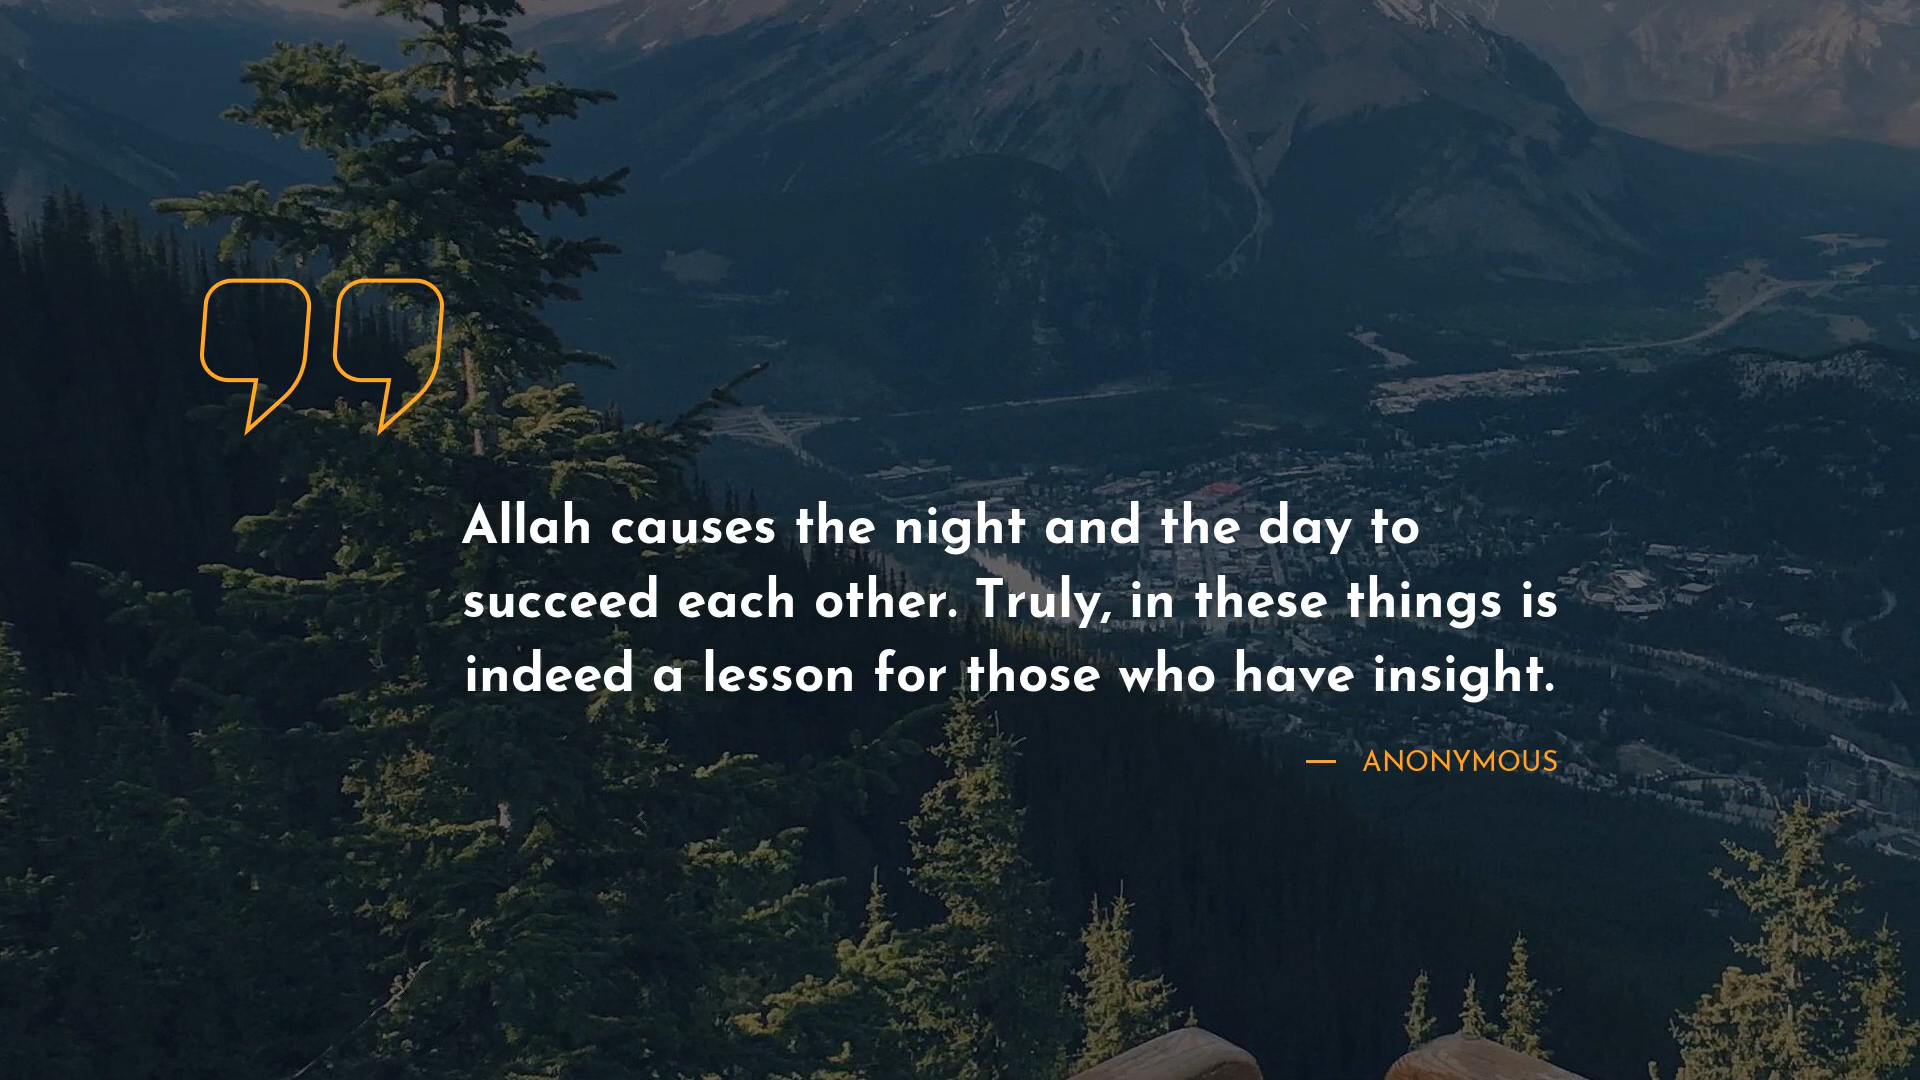 Allah causes the night and the day to
succeed each other. Truly, in these things is
indeed a lesson for those who have insight.
— ANONYMOUS